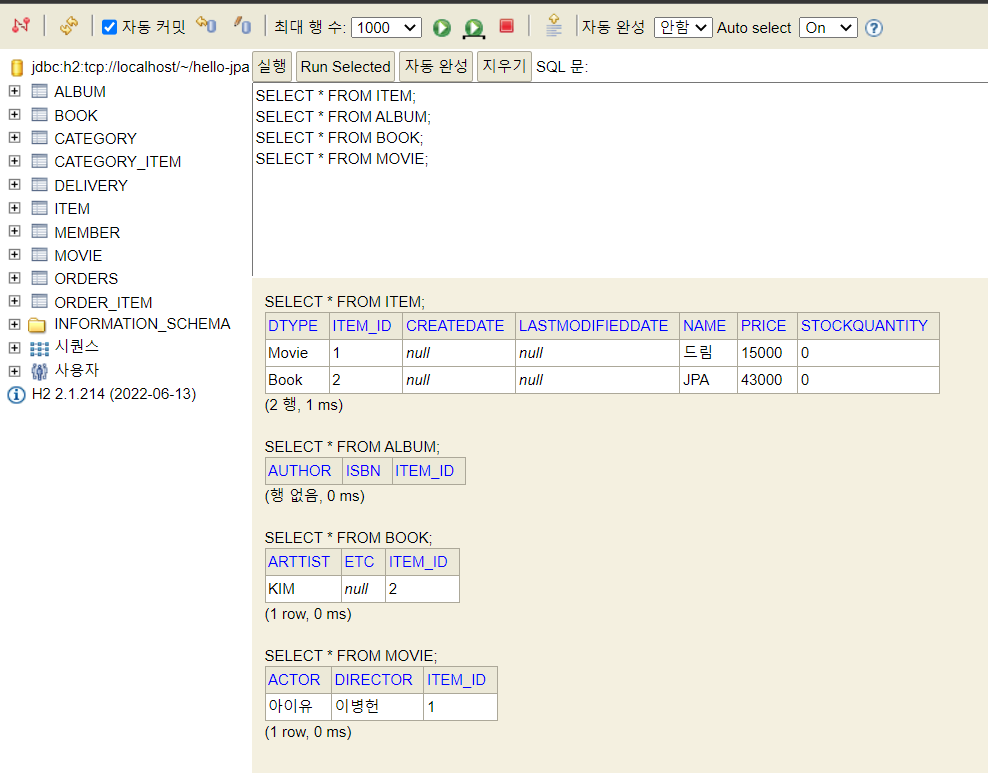 자동 커밋 최대 행 수: 1000 자동 완성 안함 Auto select On ?
jdbc:h2:tcp://localhost/~/hello-jpa
ALBUM
BOOK
CATEGORY
CATEGORY_ITEM
DELIVERY
ITEM
MEMBER
MOVIE
ORDERS
ORDER_ITEM
INFORMATION_SCHEMA
시퀀스
사용자
H2 2.1.214 (2022-06-13)
실행 Run Selected 자동 완성 지우기 SQL 문:
SELECT * FROM ITEM;
SELECT * FROM ALBUM;
SELECT * FROM BOOK;
SELECT * FROM MOVIE;
SELECT * FROM ITEM;
DTYPE ITEM_ID CREATEDATE LASTMODIFIEDDATE NAME PRICE STOCKQUANTITY
Movie 1 null null 드림 15000 0
Book 2 null null JPA 43000 0
(2 행, 1 ms)
SELECT * FROM ALBUM;
AUTHOR ISBN ITEM_ID
(행 없음, 0 ms)
SELECT * FROM BOOK;
ARTTIST ETC ITEM_ID
KIM null 2
(1 row, 0 ms)
SELECT * FROM MOVIE;
ACTOR DIRECTOR ITEM_ID
아이유 이병헌 1
(1 row, 0 ms)